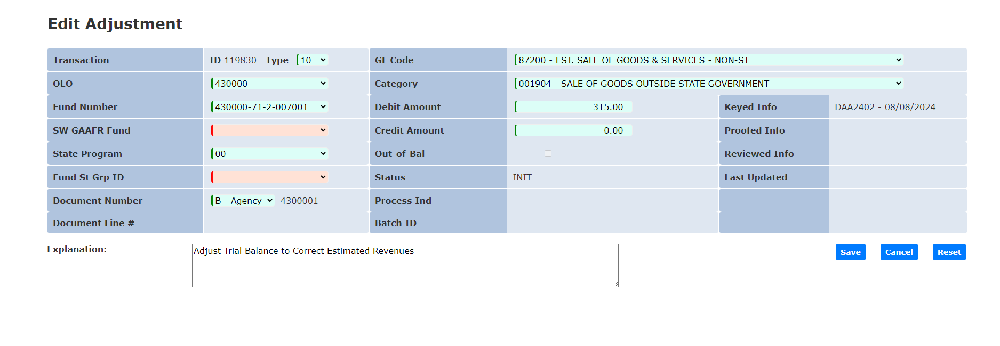 Edit Adjustment
Transaction ID 119830 Type 10 GL Code 87200 - EST. SALE OF GOODS & SERVICES - NON-ST
OLO 430000 Category 001904 - SALE OF GOODS OUTSIDE STATE GOVERNMENT
Fund Number 430000-71-2-007001 Debit Amount 315.00 Keyed Info DAA2402 - 08/08/2024
SW GAAFR Fund Credit Amount 0.00 Proofed Info
State Program 00 Out-of-Bal Reviewed Info
Fund St Grp ID Status INIT Last Updated
Document Number B - Agency 4300001 Process Ind
Document Line # Batch ID
Explanation: Adjust Trial Balance to Correct Estimated Revenues Save Cancel Reset